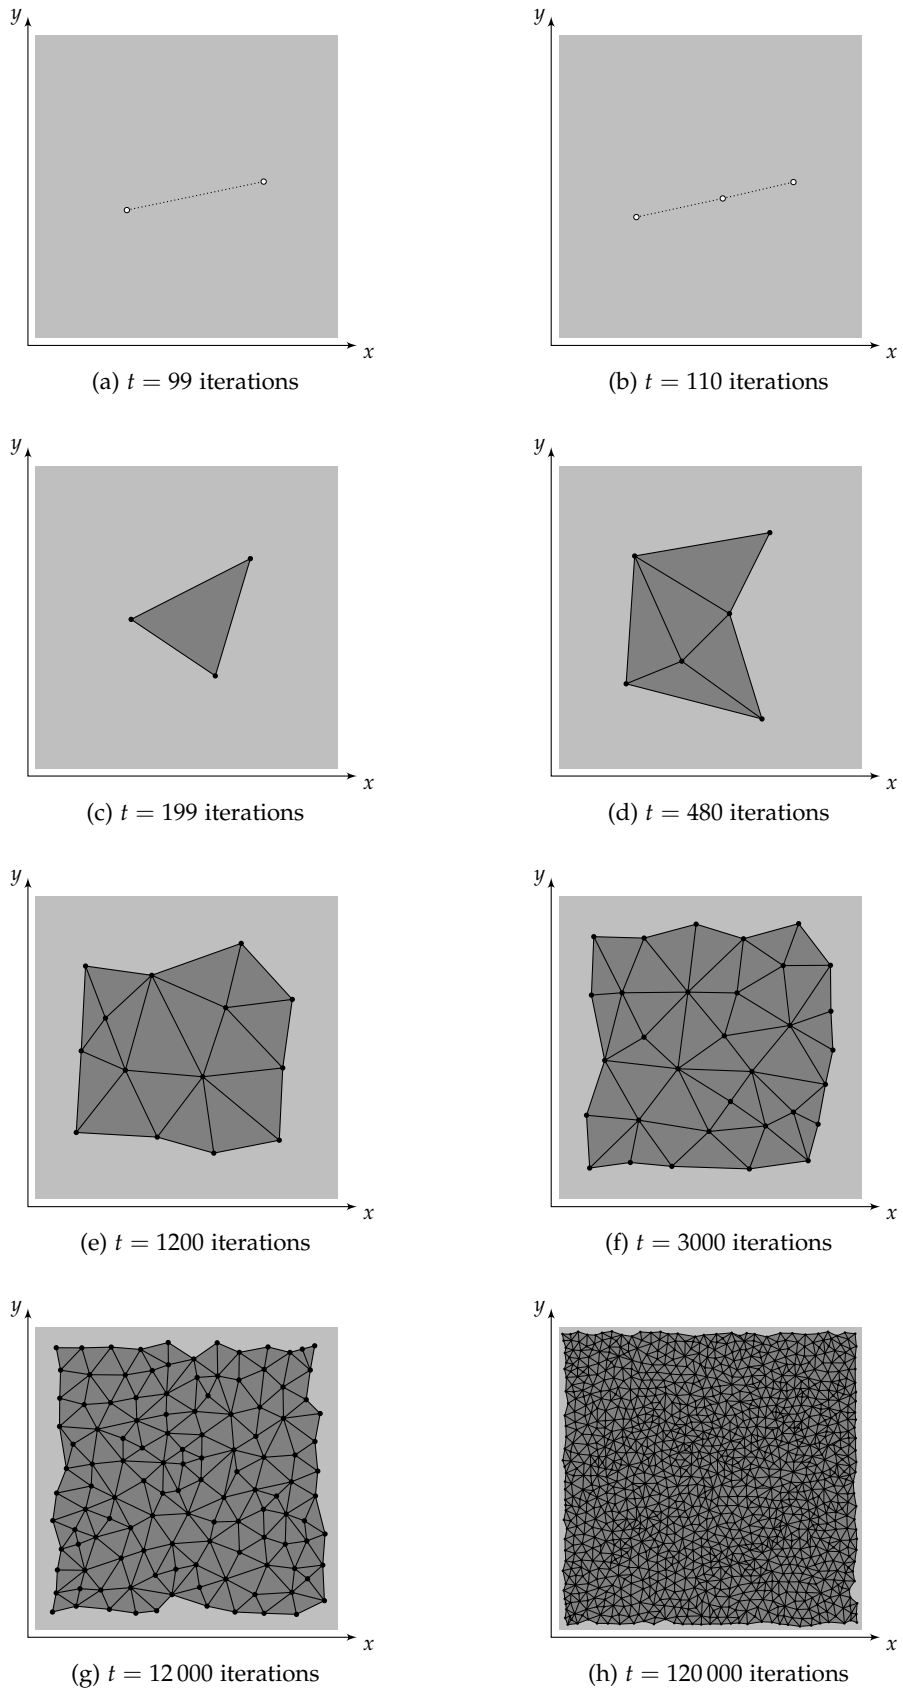 y
y
x
x
(a) t = 99 iterations
(b) t = 110 iterations
y
y
x
x
(c) t = 199 iterations
(d) t = 480 iterations
y
y
x
x
(e) t = 1200 iterations
(f) t = 3000 iterations
y
y
x
x
(g) t = 12 000 iterations
(h) t = 120 000 iterations